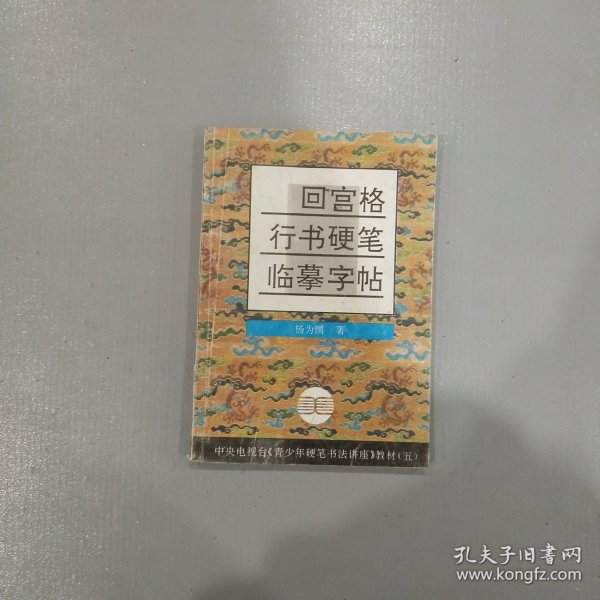 回宫格
行书硬笔
临摹字帖
杨为国 著
中央电视台《青少年硬笔书法讲座》教材(五)
孔夫子旧书网
www.kongfz.com